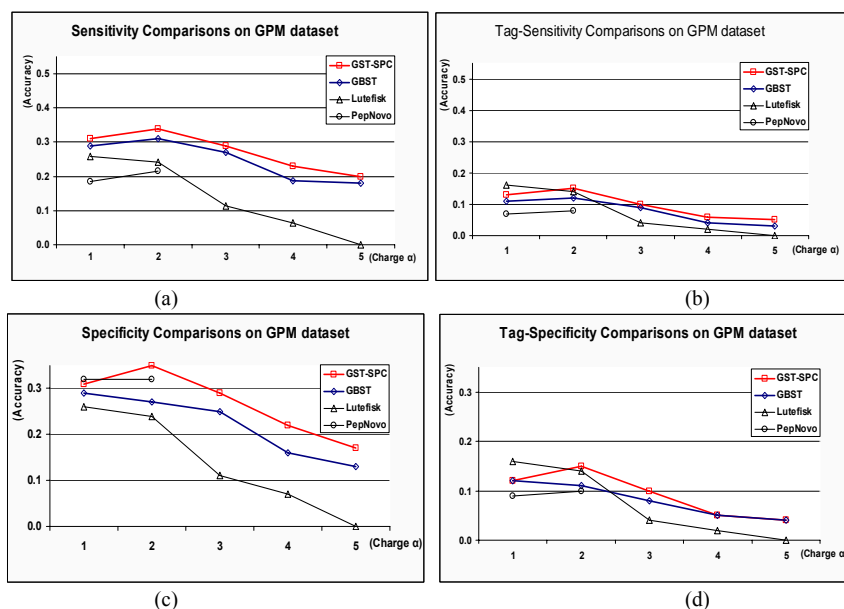 Sensitivity Comparisons on GPM dataset
(Accuracy)
0.5
0.4
0.3
0.2
0.1
0.0
GST-SPC
GBST
Lutefisk
PepNovo
1 2 3 4 5 (Charge α)
(a)
Tag-Sensitivity Comparisons on GPM dataset
(Accuracy)
0.5
0.4
0.3
0.2
0.1
0.0
GST-SPC
GBST
Lutefisk
PepNovo
1 2 3 4 5 (Charge α)
(b)
Specificity Comparisons on GPM dataset
(Accuracy)
0.3
0.2
0.1
0.0
GST-SPC
GBST
Lutefisk
PepNovo
1 2 3 4 5 (Charge α)
(c)
Tag-Specificity Comparisons on GPM dataset
(Accuracy)
0.3
0.2
0.1
0.0
GST-SPC
GBST
Lutefisk
PepNovo
1 2 3 4 5 (Charge α)
(d)